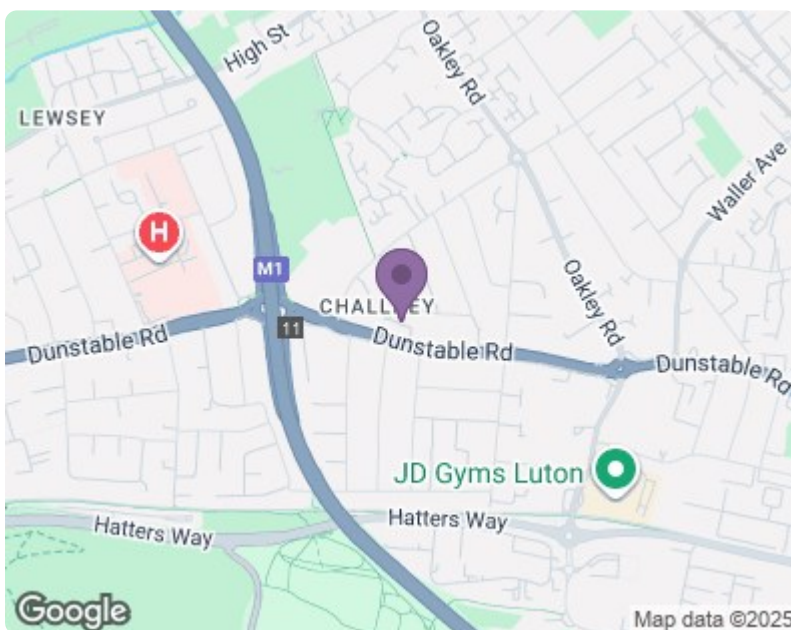 High St
Oakley Rd
LEWSEY
Waller Ave
H
M1
Oakley Rd
11
Dunstable Rd
Dunstable Rd
Dunstable Rd
JD Gyms Luton
Hatters Way
Hatters Way
Google
Map data ©2025